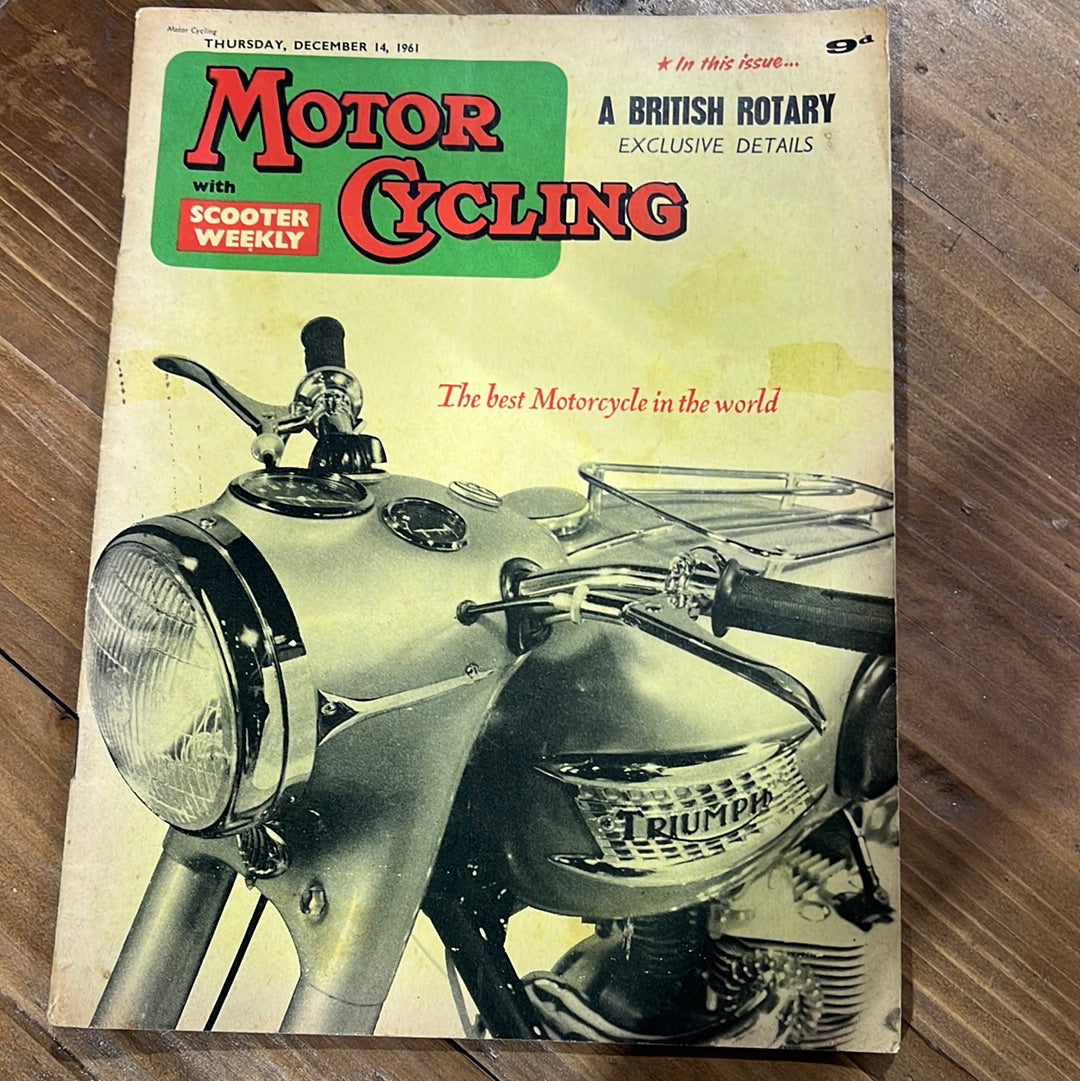 Motor Cycling
THURSDAY, DECEMBER 14, 1961
9d
★ In this issue...
A BRITISH ROTARY
EXCLUSIVE DETAILS
MOTOR
with
CYCLING
SCOOTER
WEEKLY
The best Motorcycle in the world
TRIUMPH